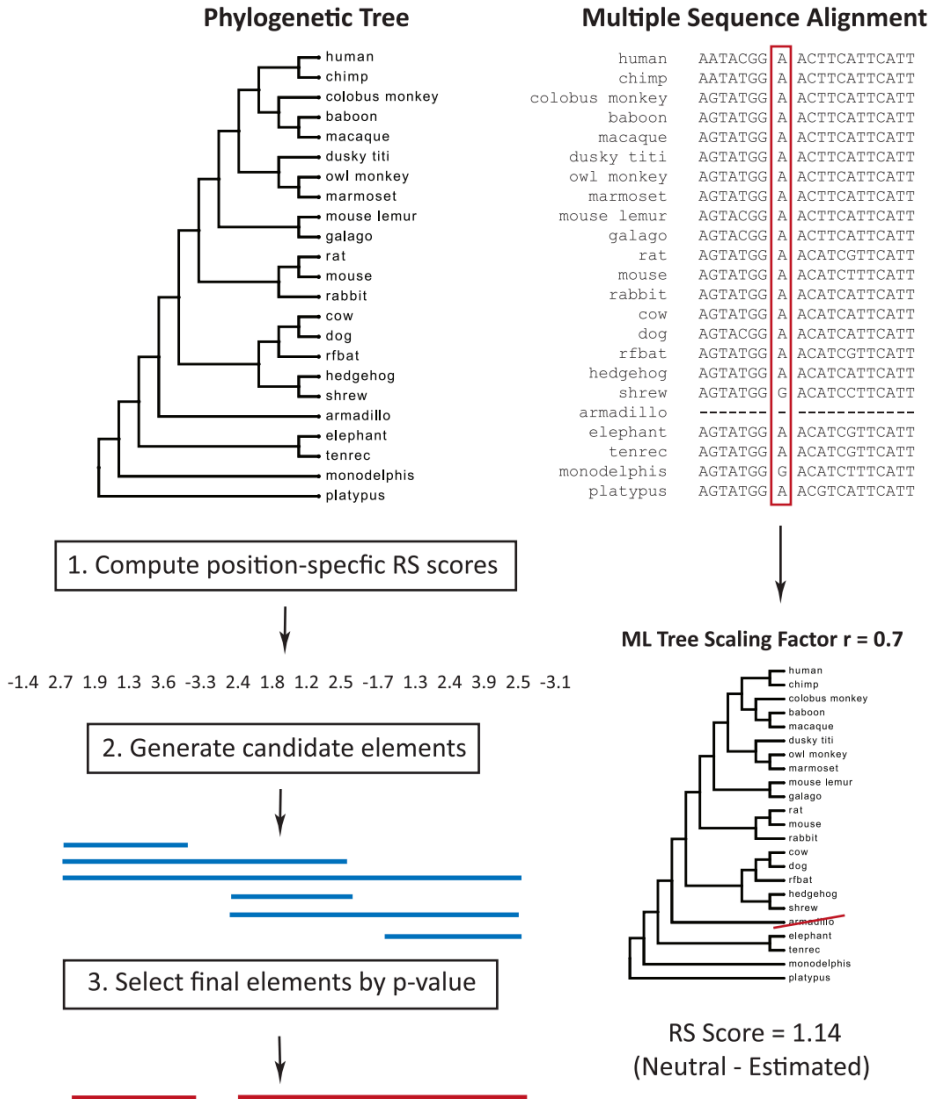 Phylogenetic Tree
human
chimp
colobus monkey
baboon
macaque
dusky titi
owl monkey
marmoset
mouse lemur
galago
rat
mouse
rabbit
cow
dog
rfbat
hedgehog
shrew
armadillo
elephant
tenrec
monodelphis
platypus
Multiple Sequence Alignment
human AATACGG A ACTTCATTCATT
chimp AATATGG A ACTTCATTCATT
colobus monkey AGTATGG A ACTTCATTCATT
baboon AGTATGG A ACTTCATTCATT
macaque AGTATGG A ACTTCATTCATT
dusky titi AGTATGG A ACTTCATTCATT
owl monkey AGTATGG A ACTTCATTCATT
marmoset AGTATGG A ACTTCATTCATT
mouse lemur AGTACGG A ACTTCATTCATT
galago AGTACGG A ACTTCATTCATT
rat AGTATGG A ACATCGTTCATT
mouse AGTATGG A ACATCTTTCATT
rabbit AGTATGG A ACATCATTCATT
cow AGTATGG A ACATCATTCATT
dog AGTACGG A ACATCATTCATT
rfbat AGTATGG A ACATCGTTCATT
hedgehog AGTATGG A ACATCATTCATT
shrew AGTATGG G ACATCCTTCATT
armadillo ------- - ------------
elephant AGTATGG A ACATCGTTCATT
tenrec AGTATGG A ACATCGTTCATT
monodelphis AGTATGG G ACATCTTTCATT
platypus AGTATGG A ACGTCATTCATT
1. Compute position-specfic RS scores
-1.4 2.7 1.9 1.3 3.6 -3.3 2.4 1.8 1.2 2.5 -1.7 1.3 2.4 3.9 2.5 -3.1
2. Generate candidate elements
3. Select final elements by p-value
ML Tree Scaling Factor r = 0.7
human
chimp
colobus monkey
baboon
macaque
dusky titi
owl monkey
marmoset
mouse lemur
galago
rat
mouse
rabbit
cow
dog
rfbat
hedgehog
shrew
armadillo
elephant
tenrec
monodelphis
platypus
RS Score = 1.14
(Neutral - Estimated)